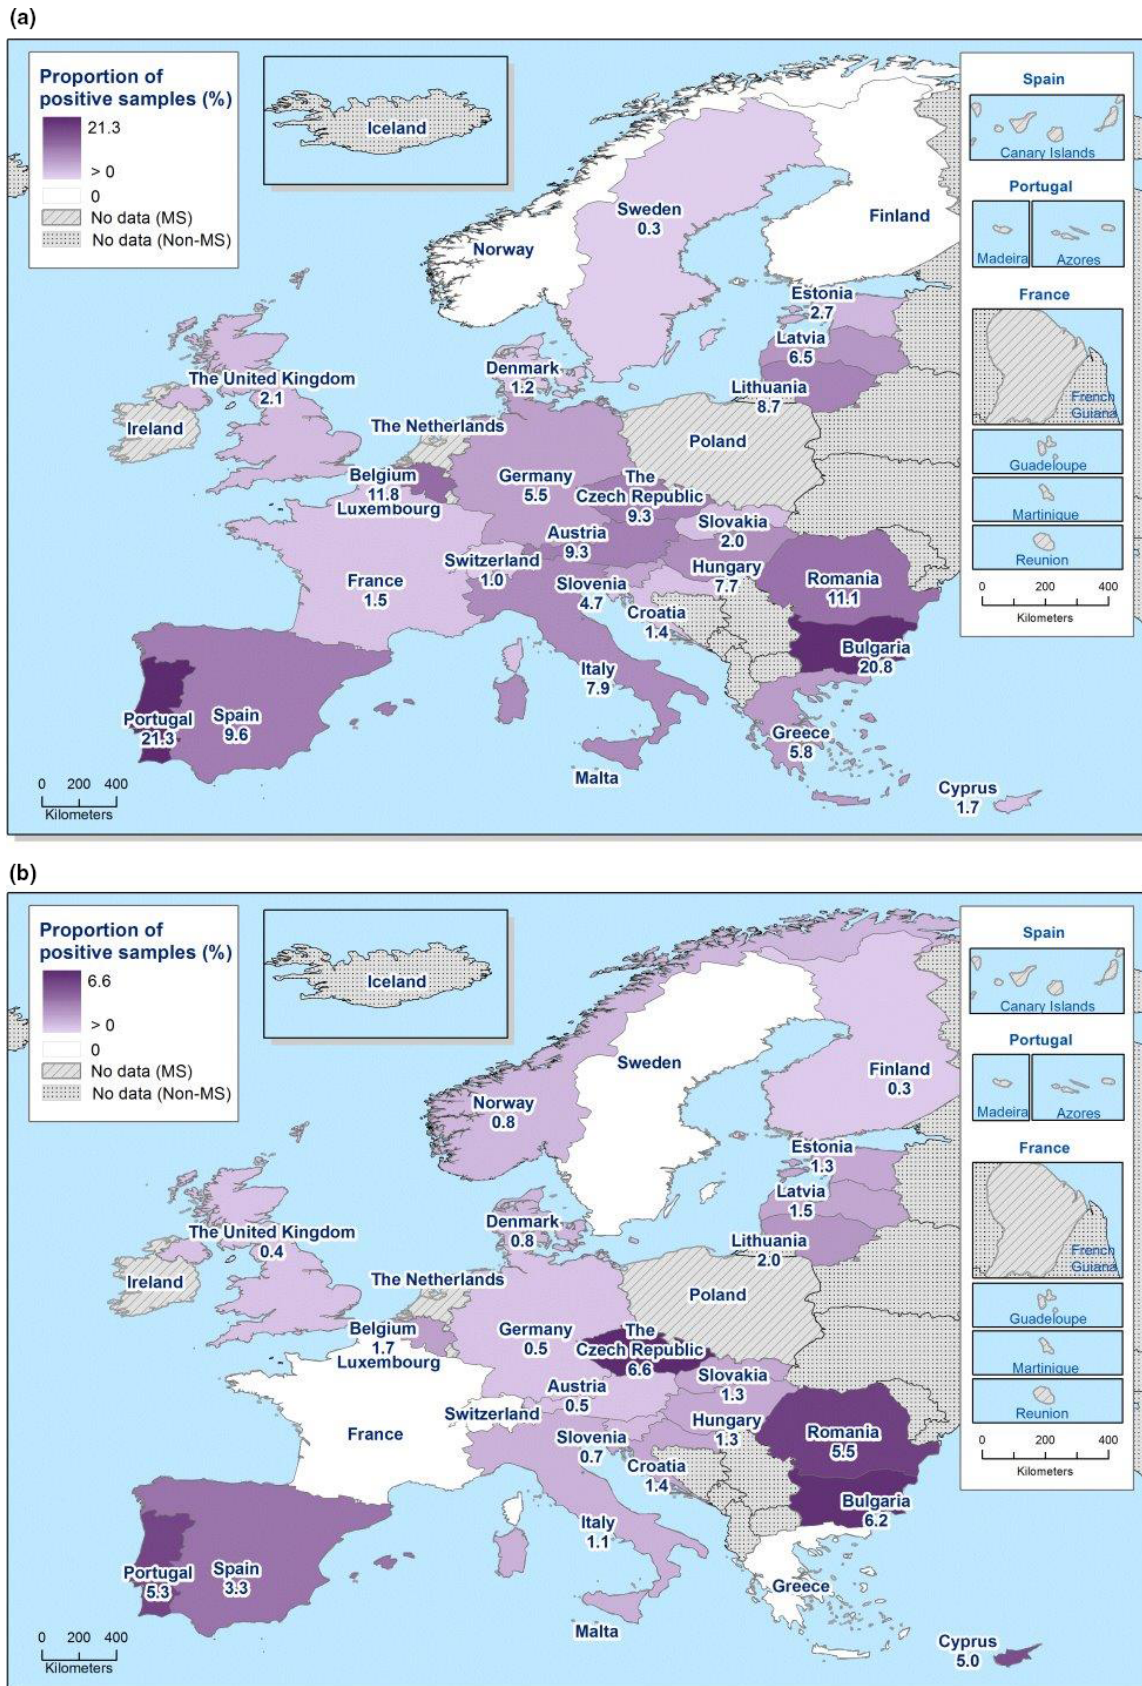 (a)
Proportion of
positive samples (%)
21.3
> 0
0
No data (MS)
No data (Non-MS)
Iceland
Spain
Canary Islands
Portugal
Madeira
Azores
France
French
Guiana
Guadeloupe
Martinique
Reunion
0 200 400
Kilometers
Sweden
0.3
Finland
Norway
Estonia
2.7
Latvia
6.5
Denmark
1.2
Lithuania
8.7
The United Kingdom
2.1
Ireland
The Netherlands
Poland
Belgium
11.8
Luxembourg
Germany
5.5
The
Czech Republic
9.3
Slovakia
2.0
Austria
9.3
Switzerland
1.0
Hungary
7.7
France
1.5
Slovenia
4.7
Romania
11.1
Croatia
1.4
Bulgaria
20.8
Italy
7.9
Portugal
21.3
Spain
9.6
Greece
5.8
Malta
Cyprus
1.7
0 200 400
Kilometers
(b)
Proportion of
positive samples (%)
6.6
> 0
0
No data (MS)
No data (Non-MS)
Iceland
Spain
Canary Islands
Portugal
Madeira
Azores
France
French
Guiana
Guadeloupe
Martinique
Reunion
0 200 400
Kilometers
Sweden
Finland
0.3
Norway
0.8
Estonia
1.3
Latvia
1.5
Denmark
0.8
Lithuania
2.0
The United Kingdom
0.4
Ireland
The Netherlands
Poland
Belgium
1.7
Luxembourg
Germany
0.5
The
Czech Republic
6.6
Slovakia
1.3
Austria
0.5
Switzerland
Hungary
1.3
France
Slovenia
0.7
Romania
5.5
Croatia
1.4
Bulgaria
6.2
Italy
1.1
Portugal
5.3
Spain
3.3
Greece
Malta
Cyprus
5.0
0 200 400
Kilometers